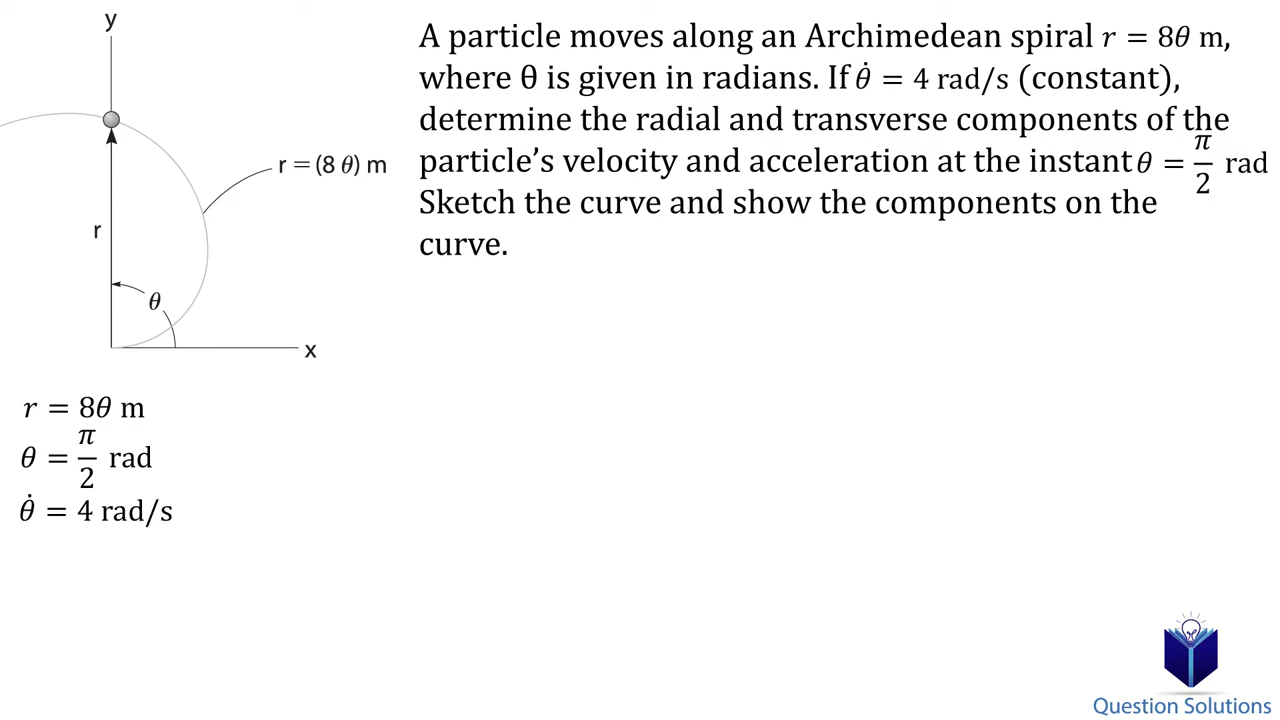 y
A particle moves along an Archimedean spiral r = 8θ m,
where θ is given in radians. If θ̇ = 4 rad/s (constant),
determine the radial and transverse components of the
particle's velocity and acceleration at the instant θ = π/2 rad
Sketch the curve and show the components on the
curve.
r = (8 θ) m
r
θ
x
r = 8θ m
θ = π/2 rad
θ̇ = 4 rad/s
Question Solutions